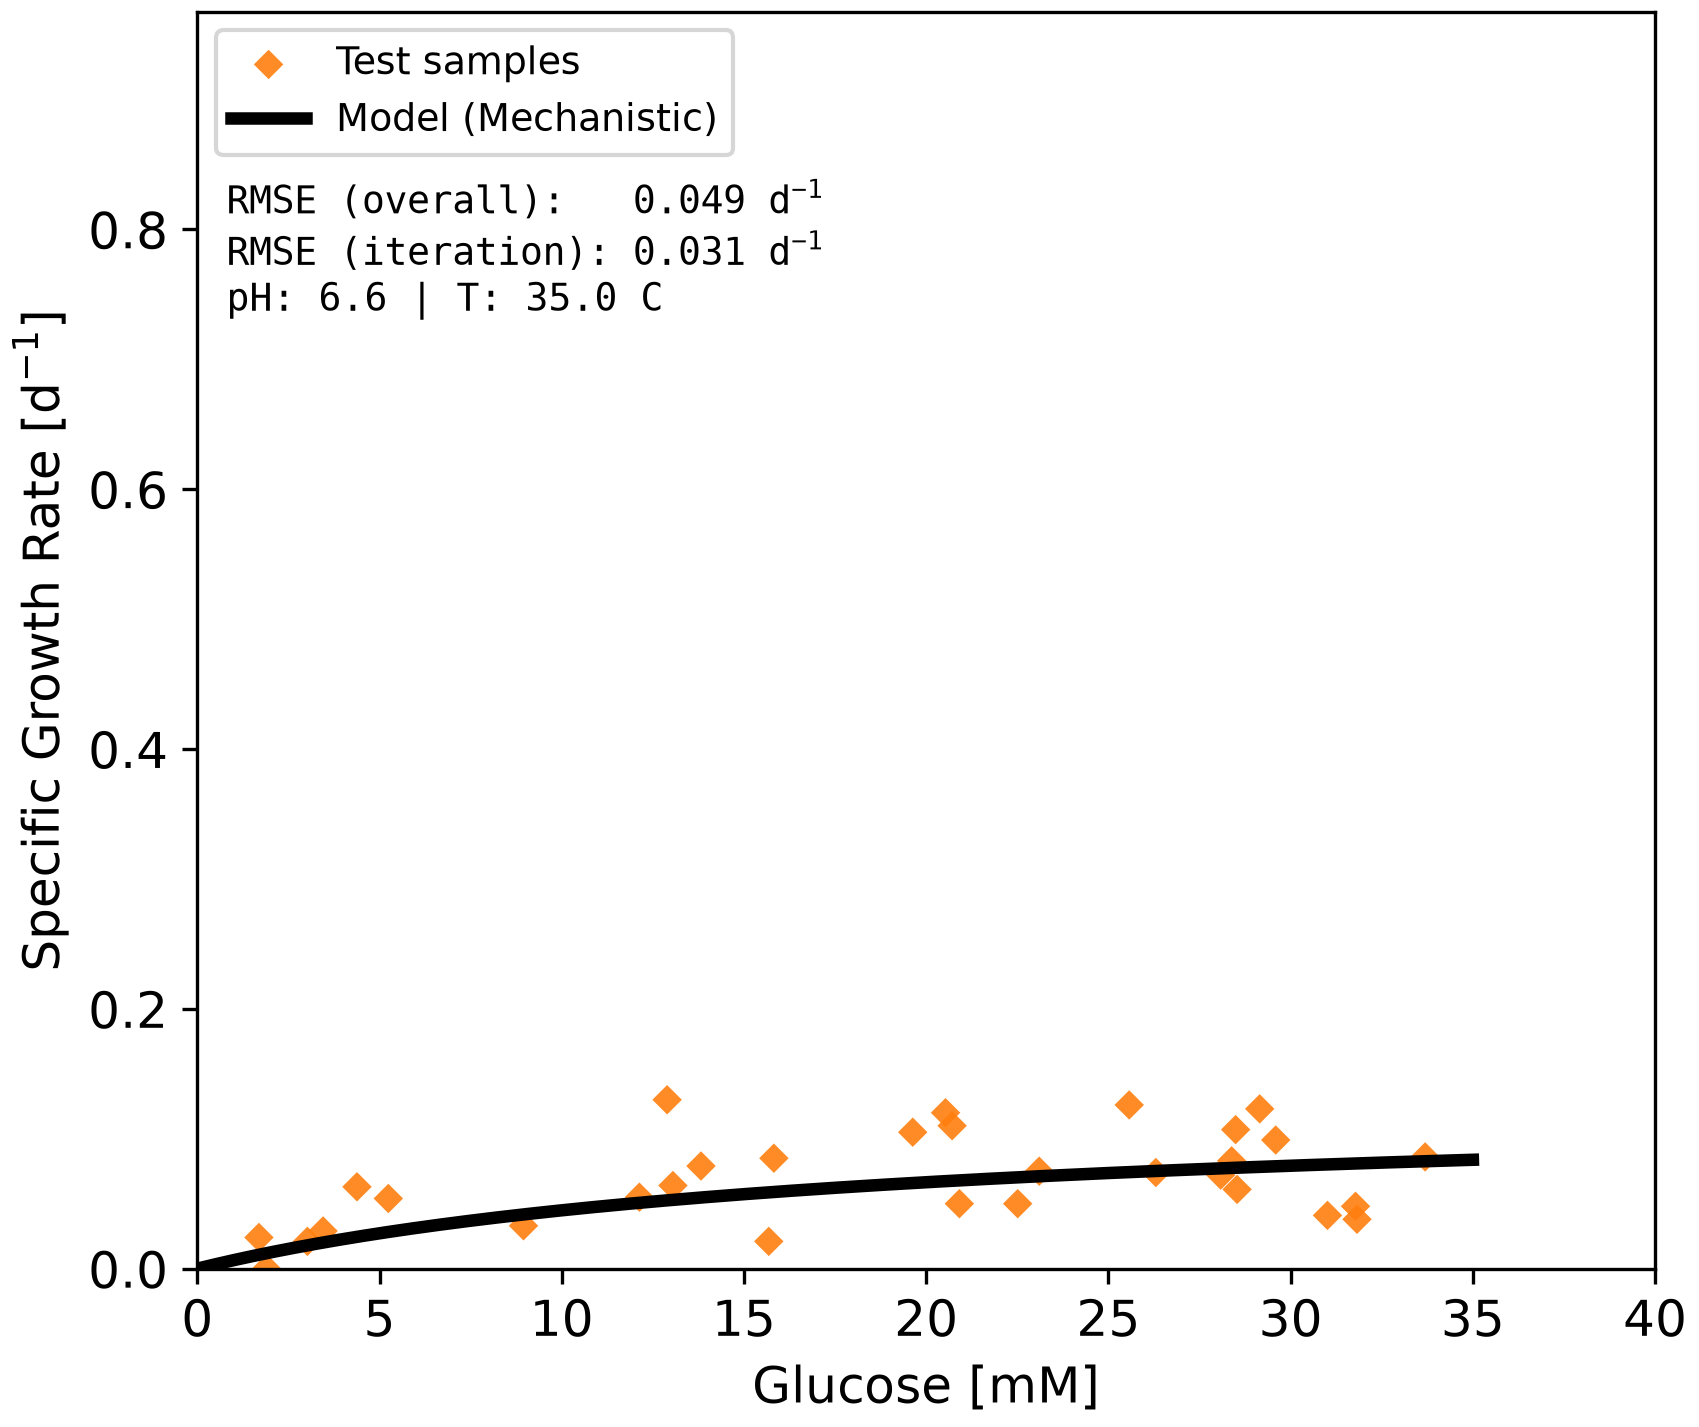 Test samples
Model (Mechanistic)
RMSE (overall):   0.049 d⁻¹
RMSE (iteration): 0.031 d⁻¹
pH: 6.6 | T: 35.0 C
Specific Growth Rate [d⁻¹]
0.8
0.6
0.4
0.2
0.0
0 5 10 15 20 25 30 35 40
Glucose [mM]